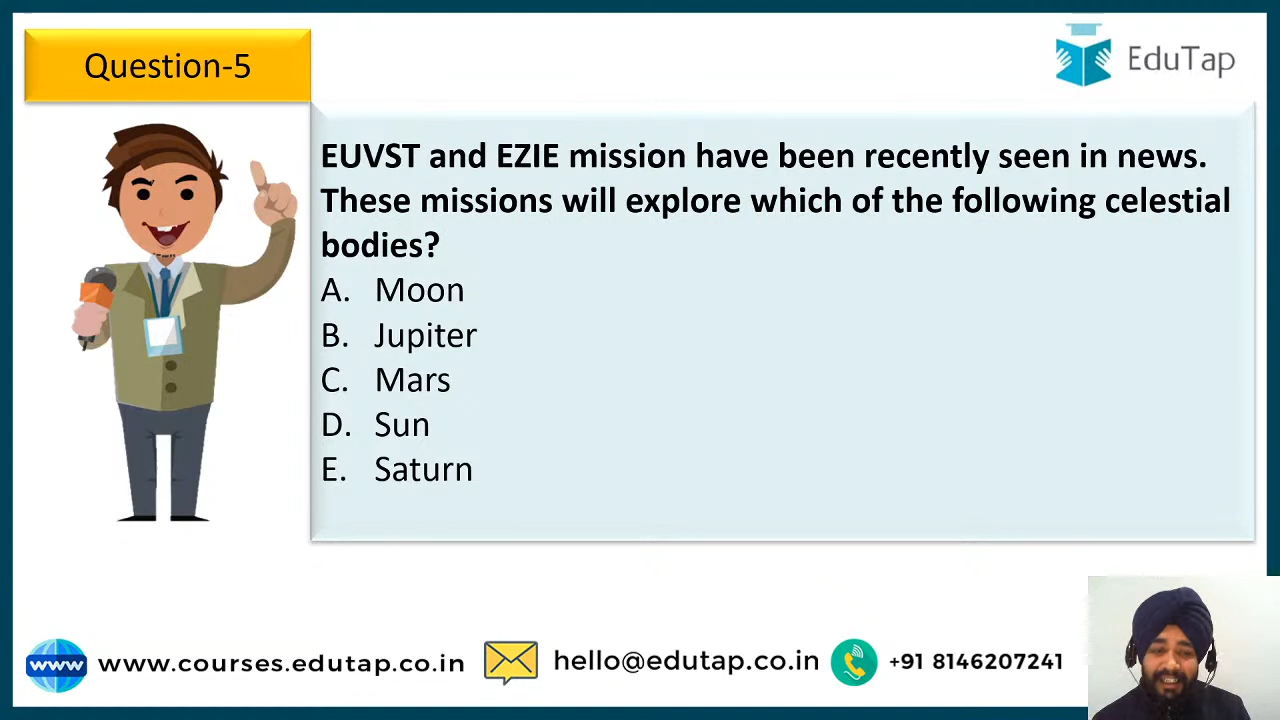 Question-5
EduTap
EUVST and EZIE mission have been recently seen in news.
These missions will explore which of the following celestial
bodies?
A. Moon
B. Jupiter
C. Mars
D. Sun
E. Saturn
www www.courses.edutap.co.in hello@edutap.co.in +91 8146207241